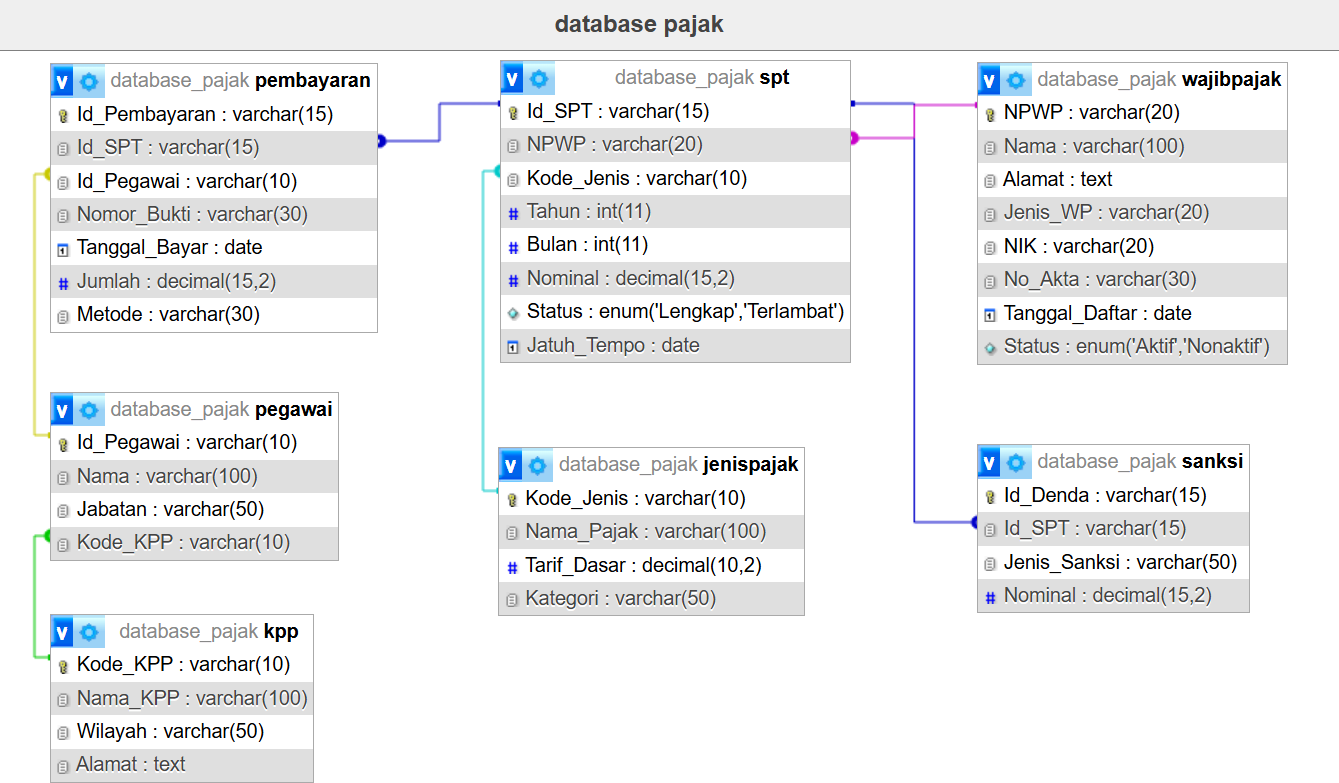 database pajak
v database_pajak pembayaran
Id_Pembayaran : varchar(15)
Id_SPT : varchar(15)
Id_Pegawai : varchar(10)
Nomor_Bukti : varchar(30)
Tanggal_Bayar : date
# Jumlah : decimal(15,2)
Metode : varchar(30)
v database_pajak pegawai
Id_Pegawai : varchar(10)
Nama : varchar(100)
Jabatan : varchar(50)
Kode_KPP : varchar(10)
v database_pajak kpp
Kode_KPP : varchar(10)
Nama_KPP : varchar(100)
Wilayah : varchar(50)
Alamat : text
v database_pajak spt
Id_SPT : varchar(15)
NPWP : varchar(20)
Kode_Jenis : varchar(10)
# Tahun : int(11)
# Bulan : int(11)
# Nominal : decimal(15,2)
Status : enum('Lengkap','Terlambat')
Jatuh_Tempo : date
v database_pajak jenispajak
Kode_Jenis : varchar(10)
Nama_Pajak : varchar(100)
# Tarif_Dasar : decimal(10,2)
Kategori : varchar(50)
v database_pajak wajibpajak
NPWP : varchar(20)
Nama : varchar(100)
Alamat : text
Jenis_WP : varchar(20)
NIK : varchar(20)
No_Akta : varchar(30)
Tanggal_Daftar : date
Status : enum('Aktif','Nonaktif')
v database_pajak sanksi
Id_Denda : varchar(15)
Id_SPT : varchar(15)
Jenis_Sanksi : varchar(50)
# Nominal : decimal(15,2)